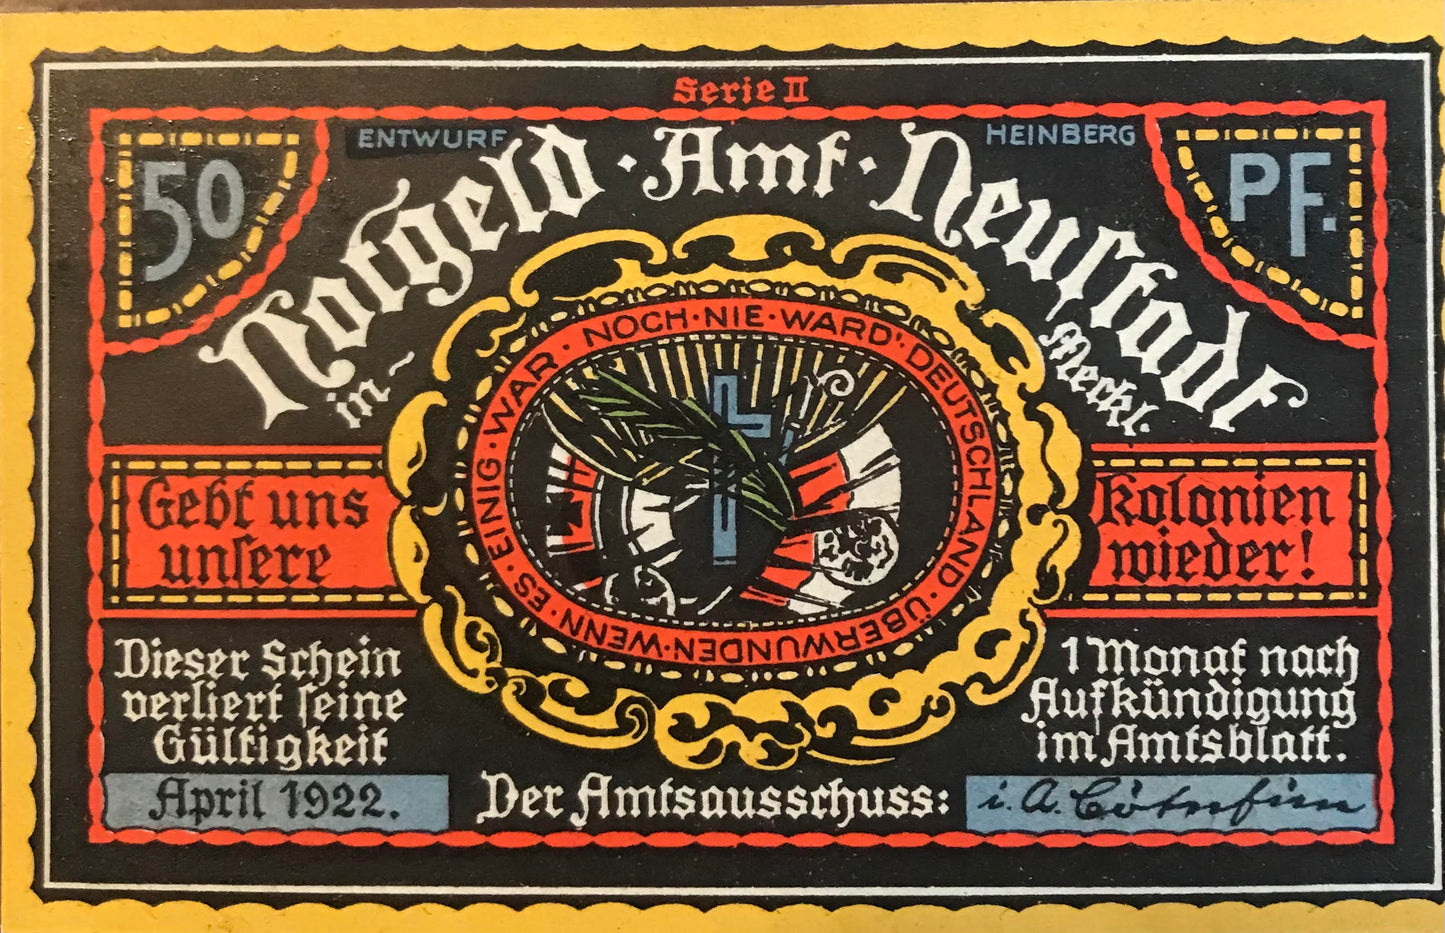 Serie II
ENTWURF
HEINBERG
50
PF.
Notgeld · Amt · Neustadt
in
Meckl.
NOCH · NIE · WARD' · DEUTSCHLAND · ÜBERWUNDEN · WENN · ES · EINIG · WAR ·
Gebt uns
unsere
Kolonien
wieder!
Dieser Schein
verliert seine
Gültigkeit
April 1922.
1 Monat nach
Aufkündigung
im Amtsblatt.
Der Amtsausschuss:
i. A.